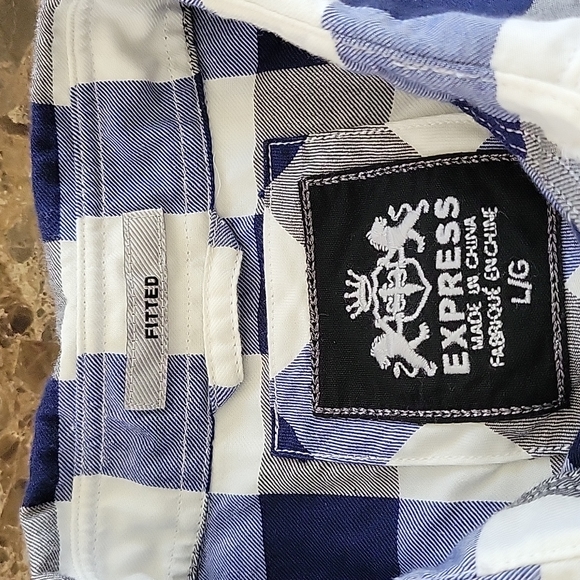 FITTED
EXPRESS
MADE IN CHINA
FABRIQUÉ EN CHINE
L/G